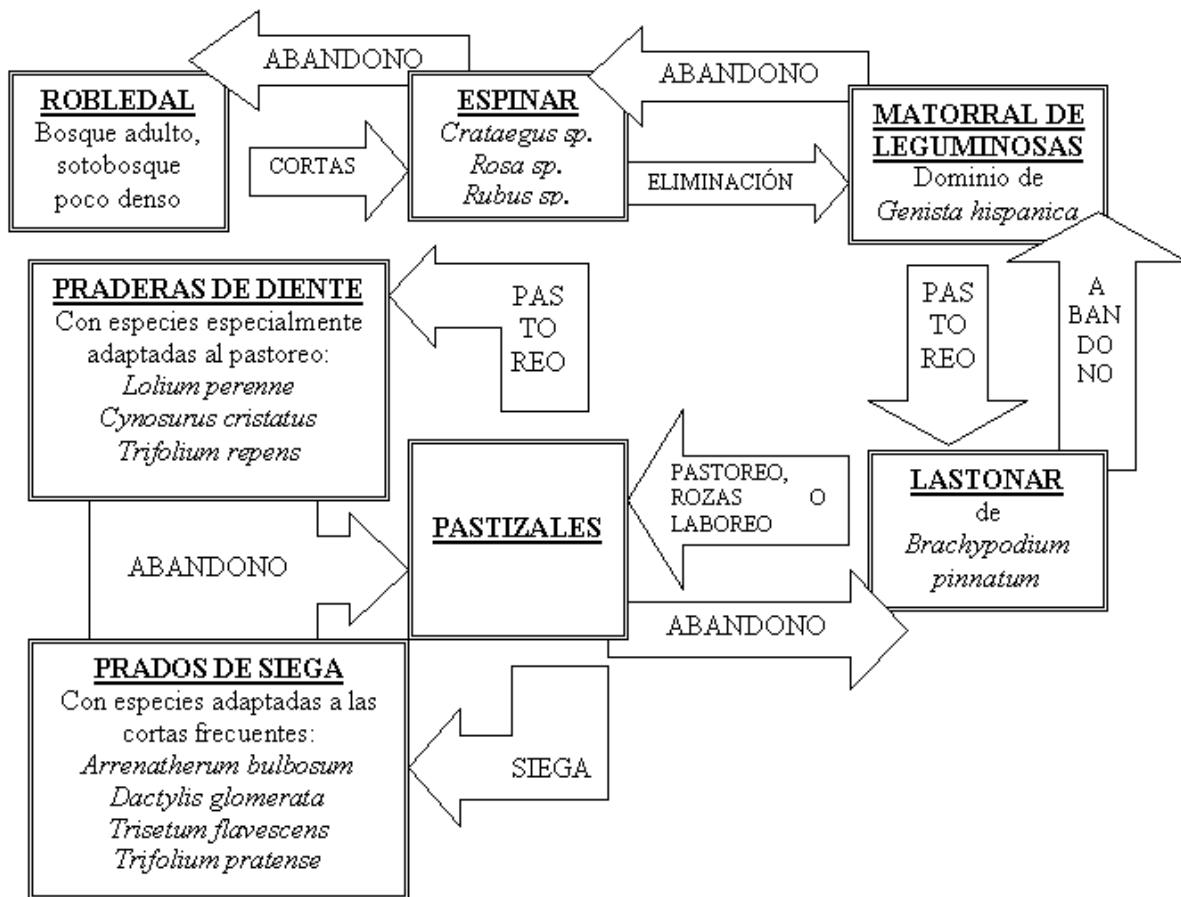 ABANDONO
ABANDONO
ROBLEDAL
Bosque adulto,
sotobosque
poco denso
CORTAS
ESPINAR
Crataegus sp.
Rosa sp.
Rubus sp.
ELIMINACIÓN
MATORRAL DE
LEGUMINOSAS
Dominio de
Genista hispanica
PRADERAS DE DIENTE
Con especies especialmente
adaptadas al pastoreo:
Lolium perenne
Cynosurus cristatus
Trifolium repens
PAS
TO
REO
PAS
TO
REO
A
BAN
DO
NO
PASTIZALES
PASTOREO,
ROZAS O
LABOREO
LASTONAR
de
Brachypodium
pinnatum
ABANDONO
ABANDONO
PRADOS DE SIEGA
Con especies adaptadas a las
cortas frecuentes:
Arrenatherum bulbosum
Dactylis glomerata
Trisetum flavescens
Trifolium pratense
SIEGA